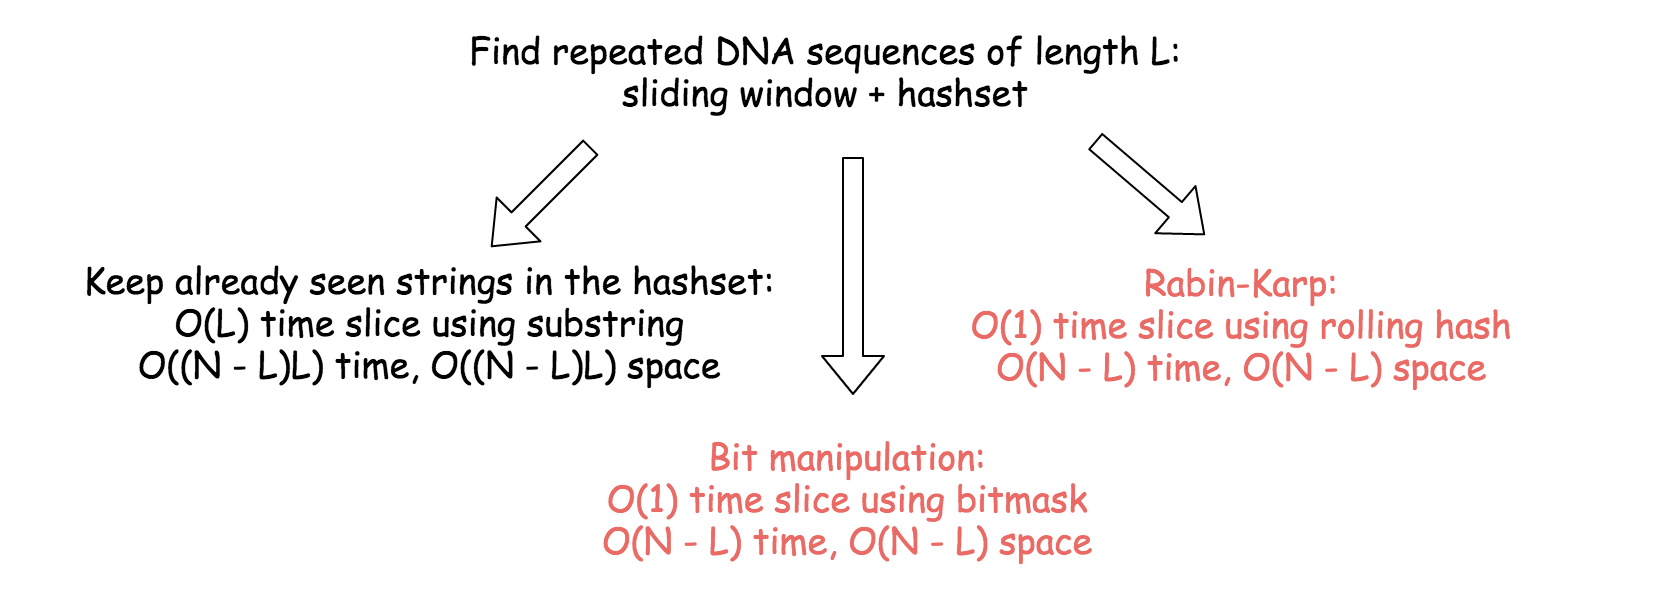 Find repeated DNA sequences of length L:
sliding window + hashset
Keep already seen strings in the hashset:
O(L) time slice using substring
O((N - L)L) time, O((N - L)L) space
Rabin-Karp:
O(1) time slice using rolling hash
O(N - L) time, O(N - L) space
Bit manipulation:
O(1) time slice using bitmask
O(N - L) time, O(N - L) space